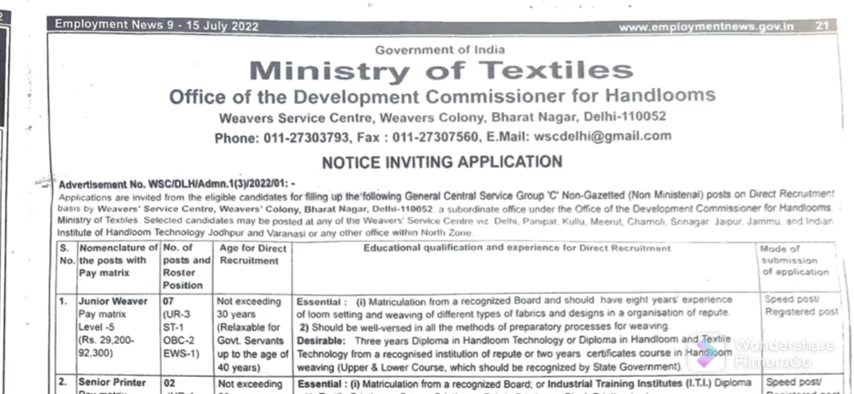 Employment News 9 - 15 July 2022 www.employmentnews.gov.in 21
Government of India
Ministry of Textiles
Office of the Development Commissioner for Handlooms
Weavers Service Centre, Weavers Colony, Bharat Nagar, Delhi-110052
Phone: 011-27303793, Fax : 011-27307560, E.Mail: wscdelhi@gmail.com
NOTICE INVITING APPLICATION
Advertisement No. WSC/DLH/Admn.1(3)/2022/01: -
Applications are invited from the eligible candidates for filling up the following General Central Service Group 'C' Non-Gazetted (Non Ministerial) posts on Direct Recruitment
basis by Weavers' Service Centre, Weavers' Colony, Bharat Nagar, Delhi-110052, a subordinate office under the Office of the Development Commissioner for Handlooms,
Ministry of Textiles. Selected candidates may be posted at any of the Weavers' Service Centre viz. Delhi, Panipat, Kullu, Meerut, Chamoli, Srinagar, Jaipur, Jammu, and Indian
Institute of Handloom Technology Jodhpur and Varanasi or any other office within North Zone.
S. No.
Nomenclature of the posts with Pay matrix
No. of posts and Roster Position
Age for Direct Recruitment
Educational qualification and experience for Direct Recruitment
Mode of submission of application
1.
Junior Weaver
Pay matrix
Level -5
(Rs. 29,200-
92,300)
07
(UR-3
ST-1
OBC-2
EWS-1)
Not exceeding
30 years
(Relaxable for
Govt. Servants
up to the age of
40 years)
Essential : (i) Matriculation from a recognized Board and should have eight years' experience
of loom setting and weaving of different types of fabrics and designs in a organisation of repute.
2) Should be well-versed in all the methods of preparatory processes for weaving.
Desirable: Three years Diploma in Handloom Technology or Diploma in Handloom and Textile
Technology from a recognised institution of repute or two years certificates course in Handloom
weaving (Upper & Lower Course, which should be recognized by State Government).
Speed post/
Registered post
2.
Senior Printer
02
Not exceeding
Essential : (i) Matriculation from a recognized Board; or Industrial Training Institutes (I.T.I.) Diploma
Speed post/
Wondershare
FilmoraGo